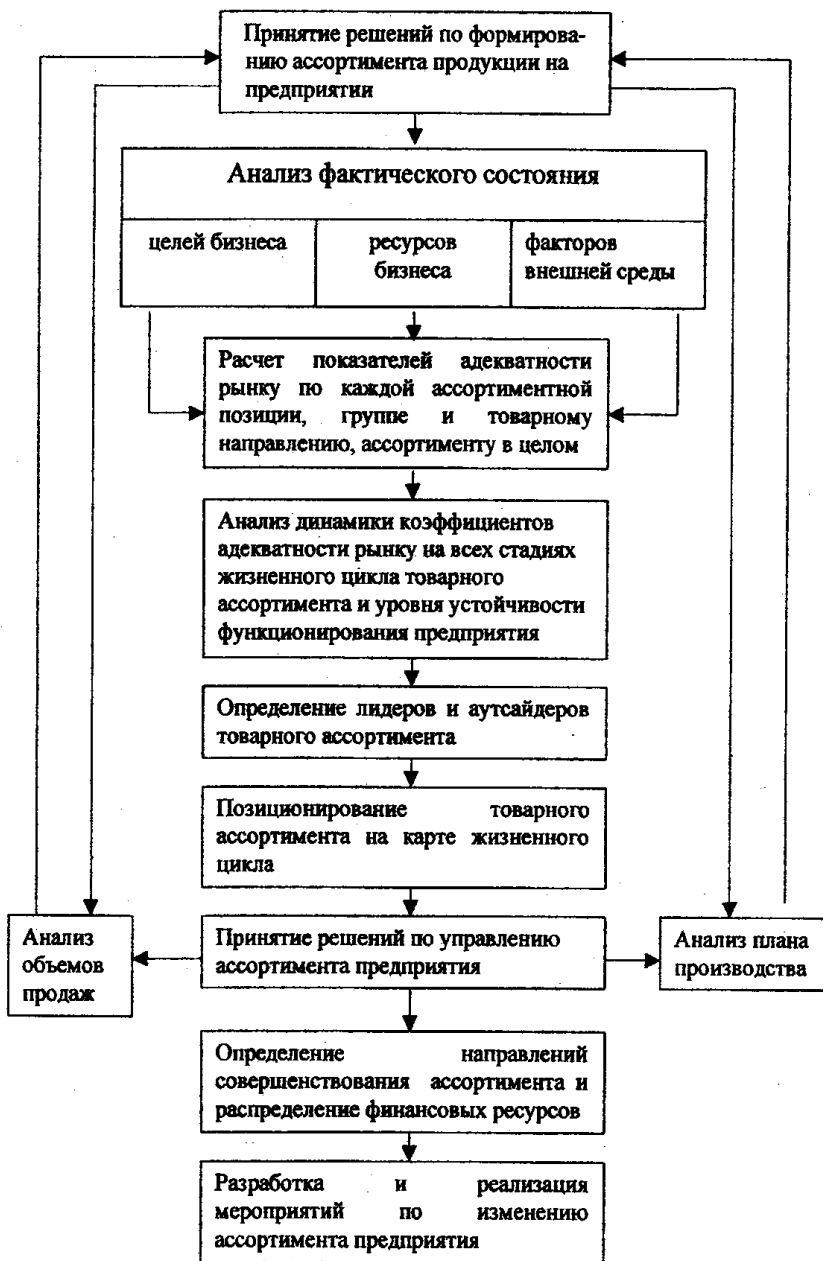 Принятие решений по формирова-
нию ассортимента продукции на
предприятии
Анализ фактического состояния
целей бизнеса
ресурсов
бизнеса
факторов
внешней среды
Расчет показателей адекватности
рынку по каждой ассортиментной
позиции, группе и товарному
направлению, ассортименту в целом
Анализ динамики коэффициентов
адекватности рынку на всех стадиях
жизненного цикла товарного
ассортимента и уровня устойчивости
функционирования предприятия
Определение лидеров и аутсайдеров
товарного ассортимента
Позиционирование товарного
ассортимента на карте жизненного
цикла
Анализ
объемов
продаж
Принятие решений по управлению
ассортимента предприятия
Анализ плана
производства
Определение направлений
совершенствования ассортимента и
распределение финансовых ресурсов
Разработка и реализация
мероприятий по изменению
ассортимента предприятия